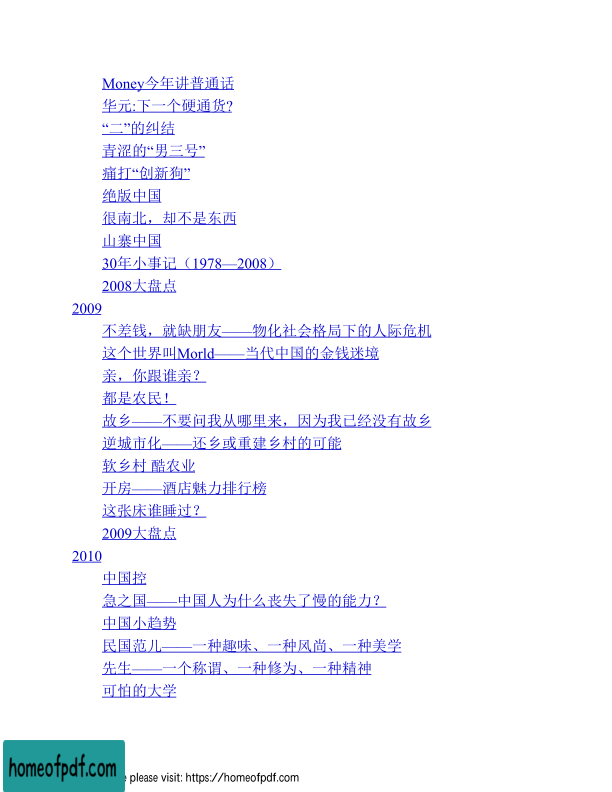 Money今年讲普通话
华元:下一个硬通货?
“二”的纠结
青涩的“男三号”
痛打“创新狗”
绝版中国
很南北，却不是东西
山寨中国
30年小事记（1978—2008）
2008大盘点
2009
不差钱，就缺朋友——物化社会格局下的人际危机
这个世界叫Morld——当代中国的金钱迷境
亲，你跟谁亲？
都是农民！
故乡——不要问我从哪里来，因为我已经没有故乡
逆城市化——还乡或重建乡村的可能
软乡村 酷农业
开房——酒店魅力排行榜
这张床谁睡过？
2009大盘点
2010
中国控
急之国——中国人为什么丧失了慢的能力？
中国小趋势
民国范儿——一种趣味、一种风尚、一种美学
先生——一个称谓、一种修为、一种精神
可怕的大学
homeofpdf.com
e please visit: https://homeofpdf.com